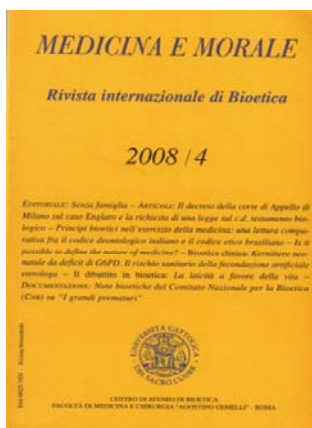 MEDICINA E MORALE
Rivista internazionale di Bioetica
2008 / 4
EDITORIALE: Senza famiglia – ARTICOLI: Il decreto della corte di Appello di
Milano sul caso Englaro e la richiesta di una legge sul c.d. testamento bio-
logico – Principi bioetici nell'esercizio della medicina: una lettura compa-
rativa fra il codice deontologico italiano e il codice etico brasiliano – Is it
possible to define the nature of medicine? – Bioetica clinica: Kernittero neo-
natale da deficit di G6PD. Il rischio sanitario della fecondazione artificiale
eterologa – Il dibattito in bioetica: La laicità a favore della vita –
DOCUMENTAZIONE: Note bioetiche del Comitato Nazionale per la Bioetica
(CNB) su "I grandi prematuri"
UNIVERSITÀ CATTOLICA
DEL SACRO CUORE
CENTRO DI ATENEO DI BIOETICA
FACOLTÀ DI MEDICINA E CHIRURGIA "AGOSTINO GEMELLI" - ROMA